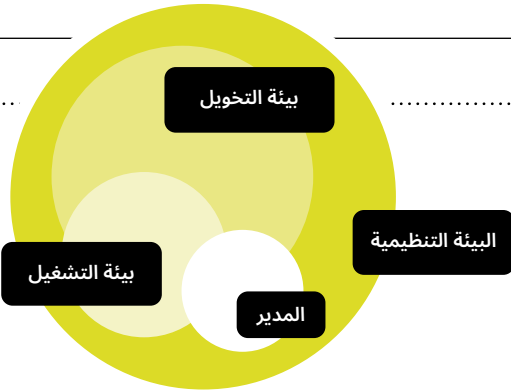 بيئة التخويل
البيئة التنظيمية
بيئة التشغيل
المدير